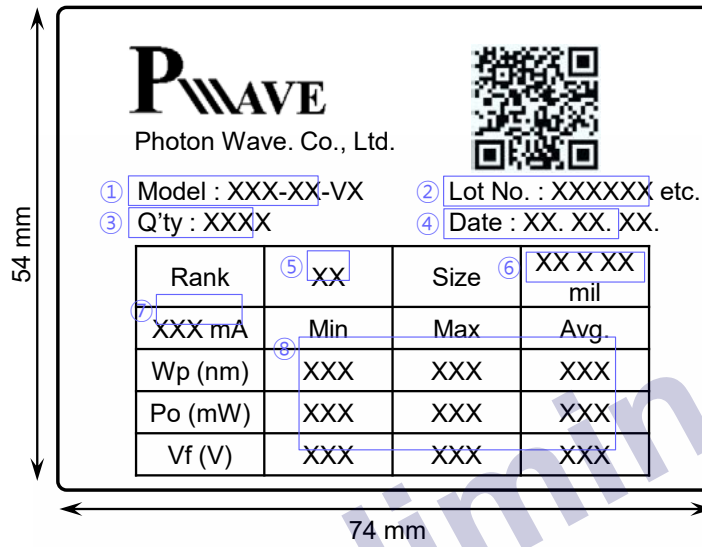 PWAVE
Photon Wave. Co., Ltd.
① Model : XXX-XX-VX ② Lot No. : XXXXXX etc.
③ Q'ty : XXXX ④ Date : XX. XX. XX.
Rank ⑤ XX Size ⑥ XX X XX mil
⑦ XXX mA Min Max Avg.
⑧
Wp (nm) XXX XXX XXX
Po (mW) XXX XXX XXX
Vf (V) XXX XXX XXX
54 mm
74 mm
limin